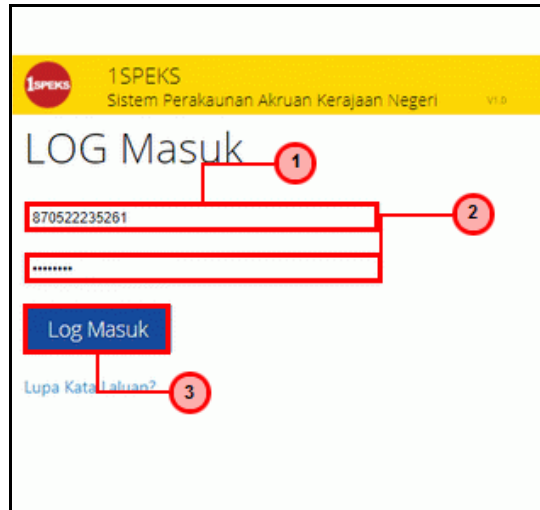 1SPEKS
1SPEKS
Sistem Perakaunan Akruan Kerajaan Negeri
V1.0
LOG Masuk
1
870522235261
2
••••••••
Log Masuk
Lupa Kata Laluan?
3